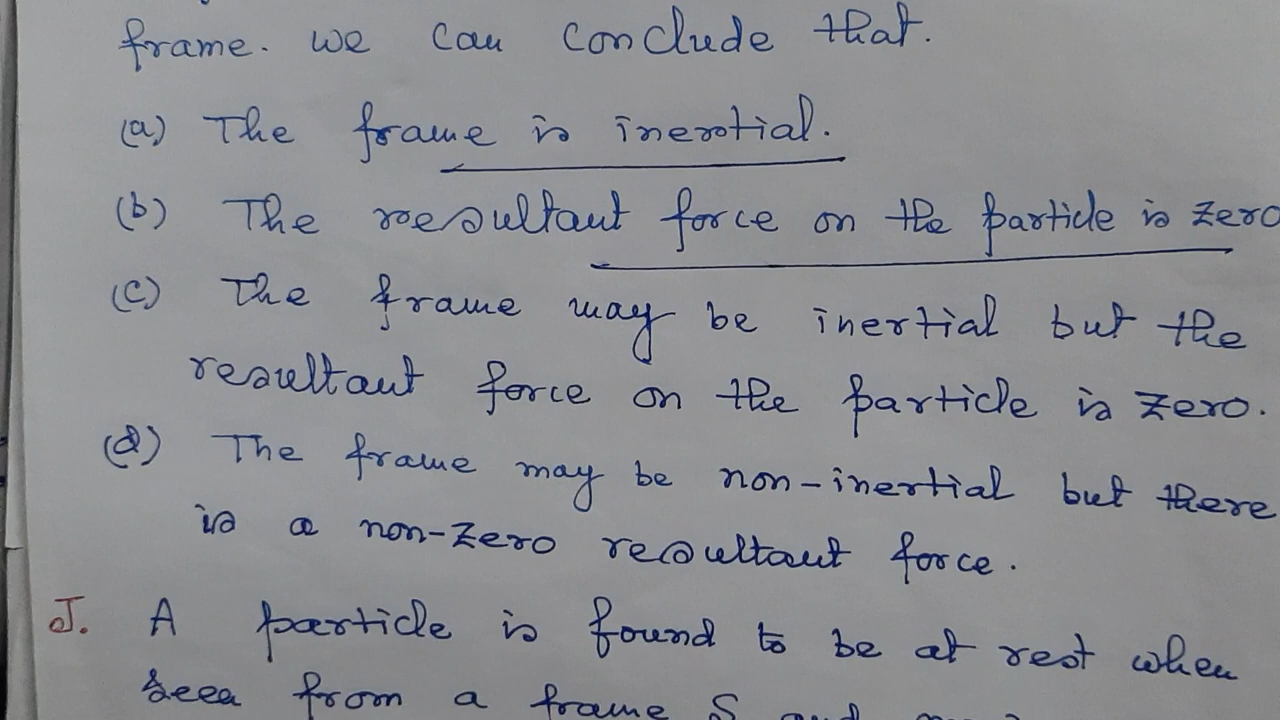 frame. we can conclude that.
(a) The frame is inertial.
(b) The resultant force on the particle is zero
(c) The frame may be inertial but the
resultant force on the particle is zero.
(d) The frame may be non-inertial but there
is a non-zero resultant force.
J. A particle is found to be at rest when
seen from a frame S and